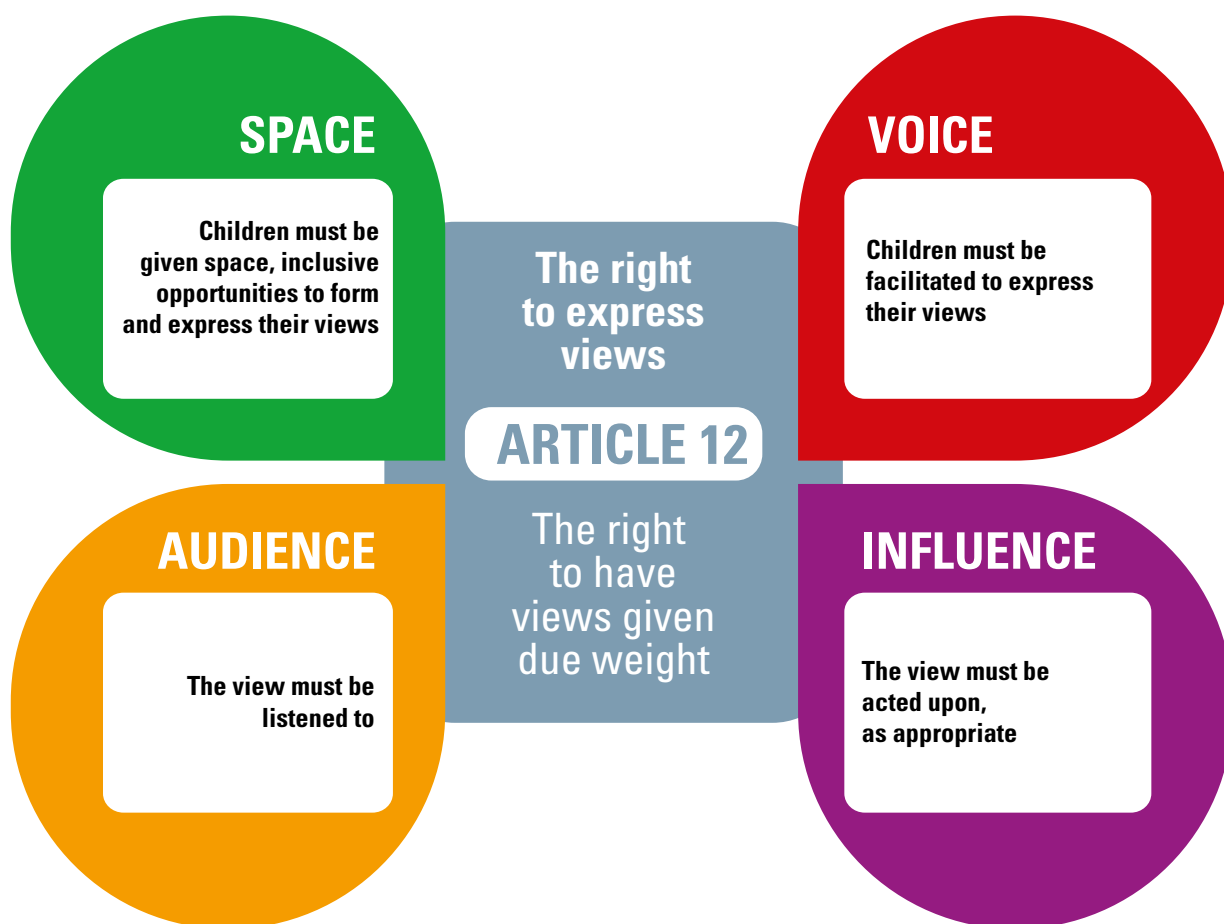 SPACE
Children must be
given space, inclusive
opportunities to form
and express their views
VOICE
Children must be
facilitated to express
their views
The right
to express
views
ARTICLE 12
The right
to have
views given
due weight
AUDIENCE
The view must be
listened to
INFLUENCE
The view must be
acted upon,
as appropriate